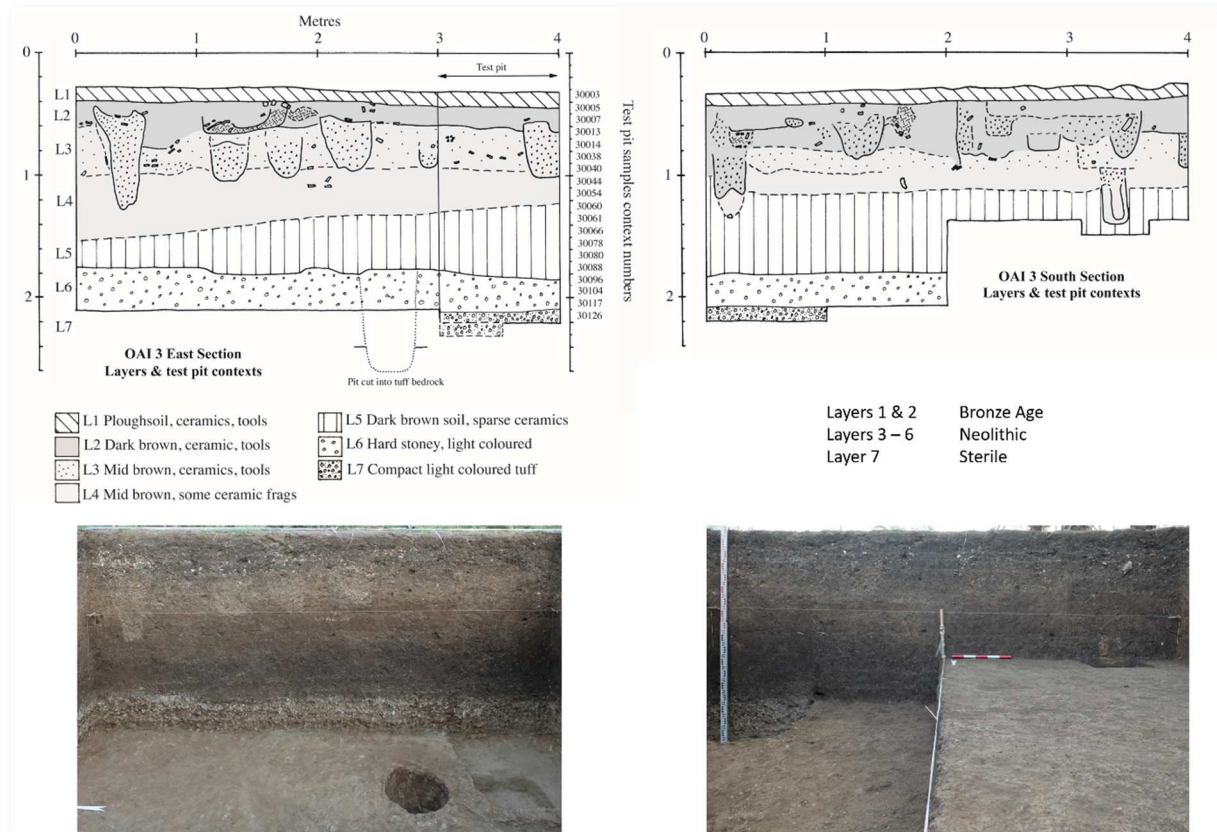 Metres
0 1 2 3 4
Test pit
0
1
2
L1
L2
L3
L4
L5
L6
L7
30003
30005
30007
30013
30014
30038
30040
30044
30054
30060
30061
30066
30078
30080
30088
30096
30104
30117
30126
Test pit samples context numbers
OAI 3 East Section
Layers & test pit contexts
Pit cut into tuff bedrock
L1 Ploughsoil, ceramics, tools
L2 Dark brown, ceramic, tools
L3 Mid brown, ceramics, tools
L4 Mid brown, some ceramic frags
L5 Dark brown soil, sparse ceramics
L6 Hard stoney, light coloured
L7 Compact light coloured tuff
0 1 2 3 4
0
1
2
OAI 3 South Section
Layers & test pit contexts
Layers 1 & 2 Bronze Age
Layers 3 – 6 Neolithic
Layer 7 Sterile